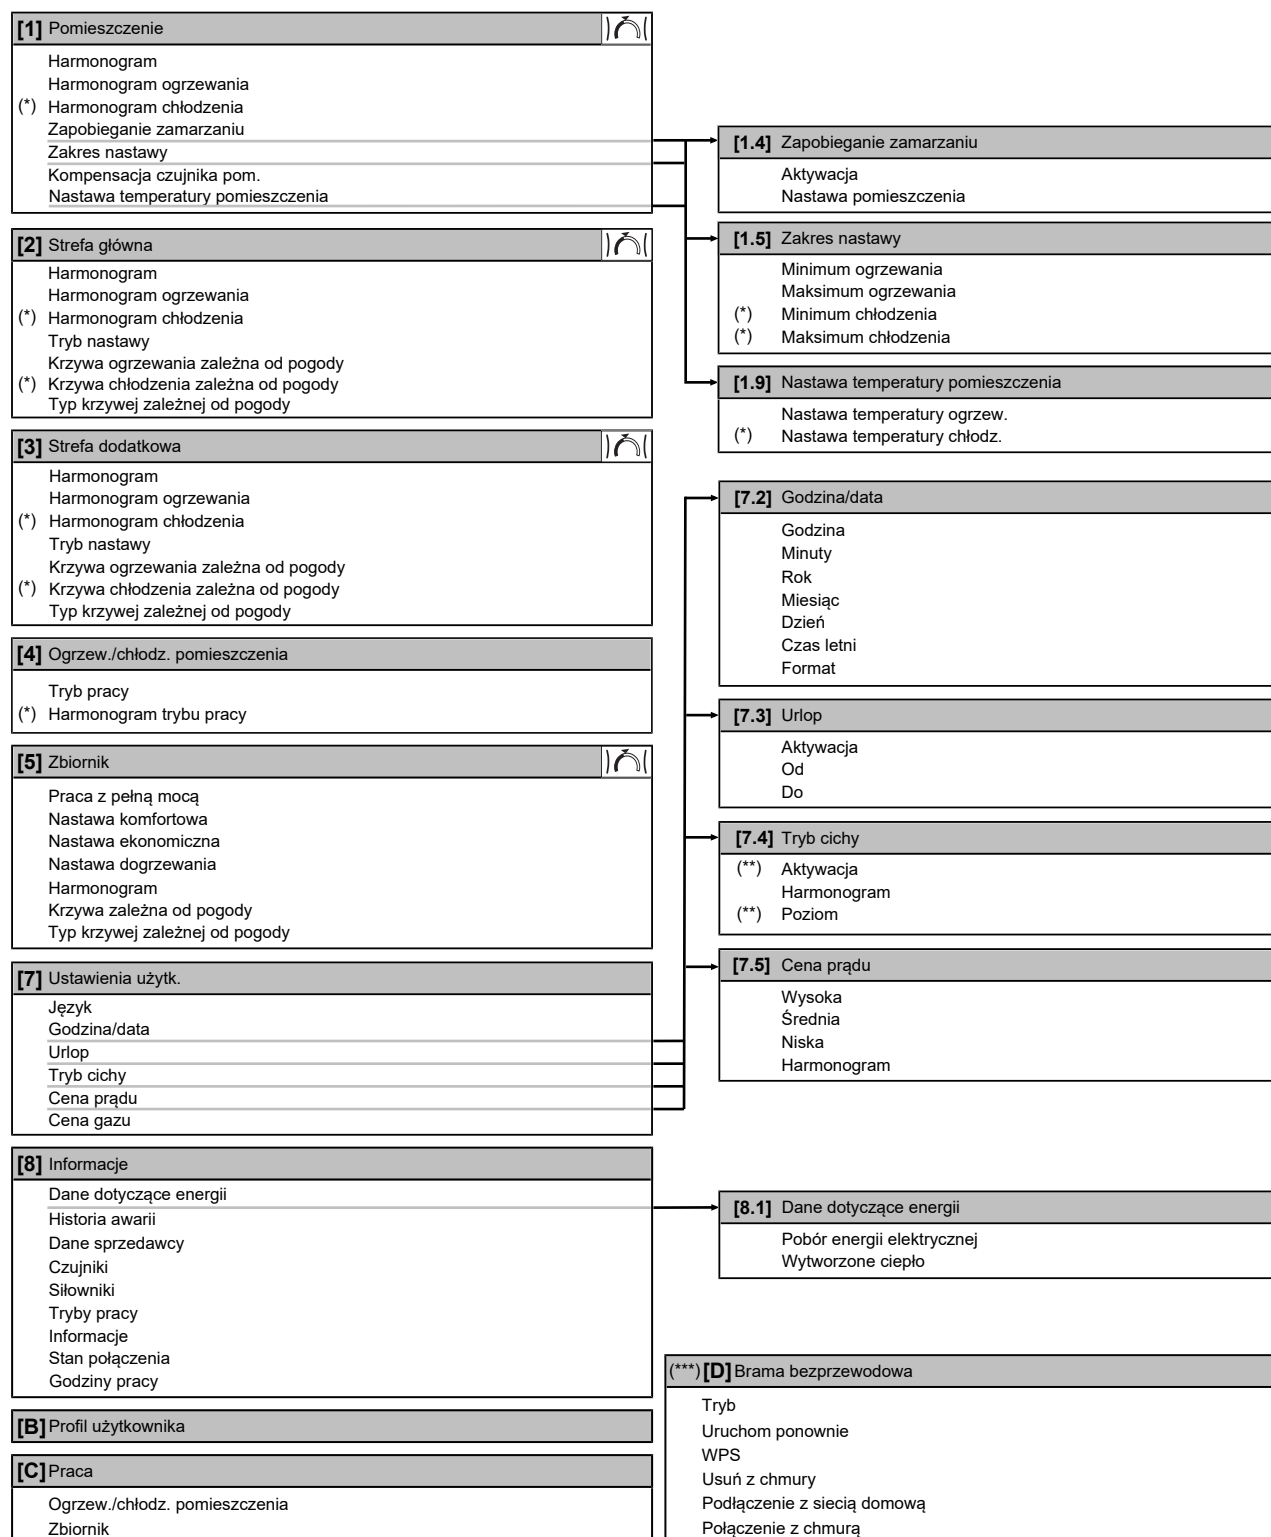 [1] Pomieszczenie
Harmonogram
Harmonogram ogrzewania
(*) Harmonogram chłodzenia
Zapobieganie zamarzaniu
Zakres nastawy
Kompensacja czujnika pom.
Nastawa temperatury pomieszczenia
[2] Strefa główna
Harmonogram
Harmonogram ogrzewania
(*) Harmonogram chłodzenia
Tryb nastawy
Krzywa ogrzewania zależna od pogody
(*) Krzywa chłodzenia zależna od pogody
Typ krzywej zależnej od pogody
[3] Strefa dodatkowa
Harmonogram
Harmonogram ogrzewania
(*) Harmonogram chłodzenia
Tryb nastawy
Krzywa ogrzewania zależna od pogody
(*) Krzywa chłodzenia zależna od pogody
Typ krzywej zależnej od pogody
[4] Ogrzew./chłodz. pomieszczenia
Tryb pracy
(*) Harmonogram trybu pracy
[5] Zbiornik
Praca z pełną mocą
Nastawa komfortowa
Nastawa ekonomiczna
Nastawa dogrzewania
Harmonogram
Krzywa zależna od pogody
Typ krzywej zależnej od pogody
[7] Ustawienia użytk.
Język
Godzina/data
Urlop
Tryb cichy
Cena prądu
Cena gazu
[8] Informacje
Dane dotyczące energii
Historia awarii
Dane sprzedawcy
Czujniki
Siłowniki
Tryby pracy
Informacje
Stan połączenia
Godziny pracy
[B] Profil użytkownika
[C] Praca
Ogrzew./chłodz. pomieszczenia
Zbiornik
[1.4] Zapobieganie zamarzaniu
Aktywacja
Nastawa pomieszczenia
[1.5] Zakres nastawy
Minimum ogrzewania
Maksimum ogrzewania
(*) Minimum chłodzenia
(*) Maksimum chłodzenia
[1.9] Nastawa temperatury pomieszczenia
Nastawa temperatury ogrzew.
(*) Nastawa temperatury chłodz.
[7.2] Godzina/data
Godzina
Minuty
Rok
Miesiąc
Dzień
Czas letni
Format
[7.3] Urlop
Aktywacja
Od
Do
[7.4] Tryb cichy
(**) Aktywacja
Harmonogram
(**) Poziom
[7.5] Cena prądu
Wysoka
Średnia
Niska
Harmonogram
[8.1] Dane dotyczące energii
Pobór energii elektrycznej
Wytworzone ciepło
(***) [D] Brama bezprzewodowa
Tryb
Uruchom ponownie
WPS
Usuń z chmury
Podłączenie z siecią domową
Połączenie z chmurą